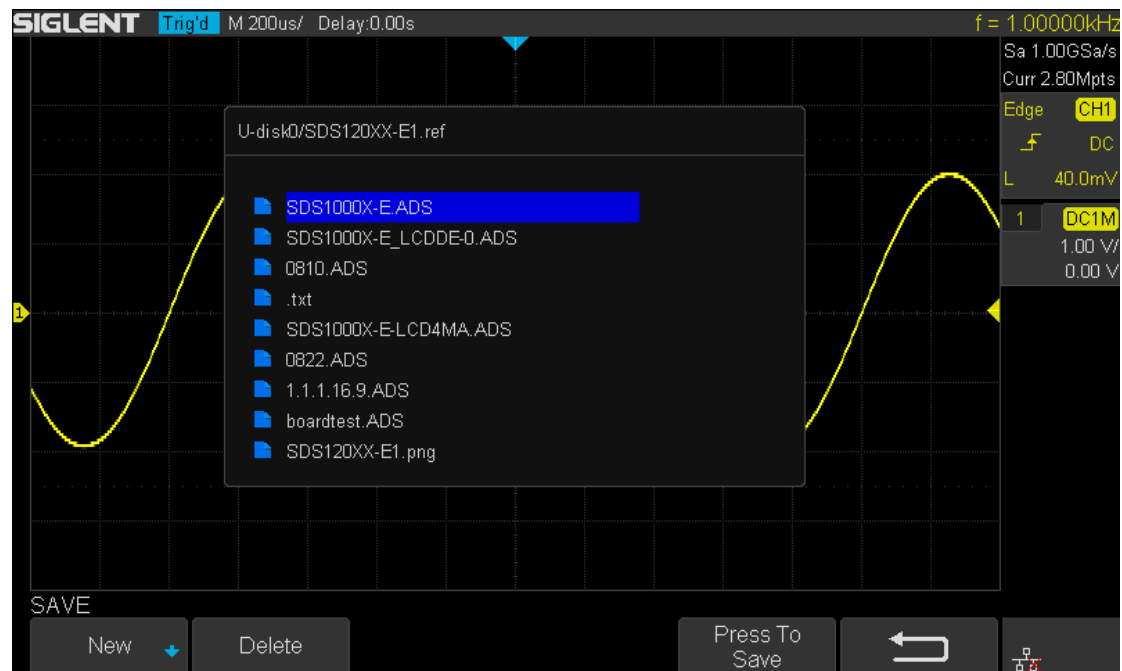 SIGLENT Trig'd M 200us/ Delay:0.00s f = 1.00000kHz
Sa 1.00GSa/s
Curr 2.80Mpts
Edge CH1
DC
L 40.0mV
1 DC1M
1.00 V/
0.00 V
U-disk0/SDS120XX-E1.ref
SDS1000X-E.ADS
SDS1000X-E_LCDDE-0.ADS
0810.ADS
.txt
SDS1000X-E-LCD4MA.ADS
0822.ADS
1.1.1.16.9.ADS
boardtest.ADS
SDS120XX-E1.png
1
SAVE
New Delete Press To
Save